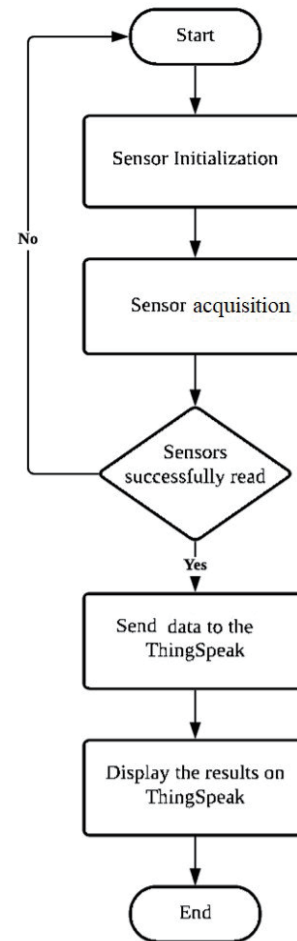 Start
Sensor Initialization
Sensor acquisition
No
Sensors
successfully read
Yes
Send data to the
ThingSpeak
Display the results on
ThingSpeak
End